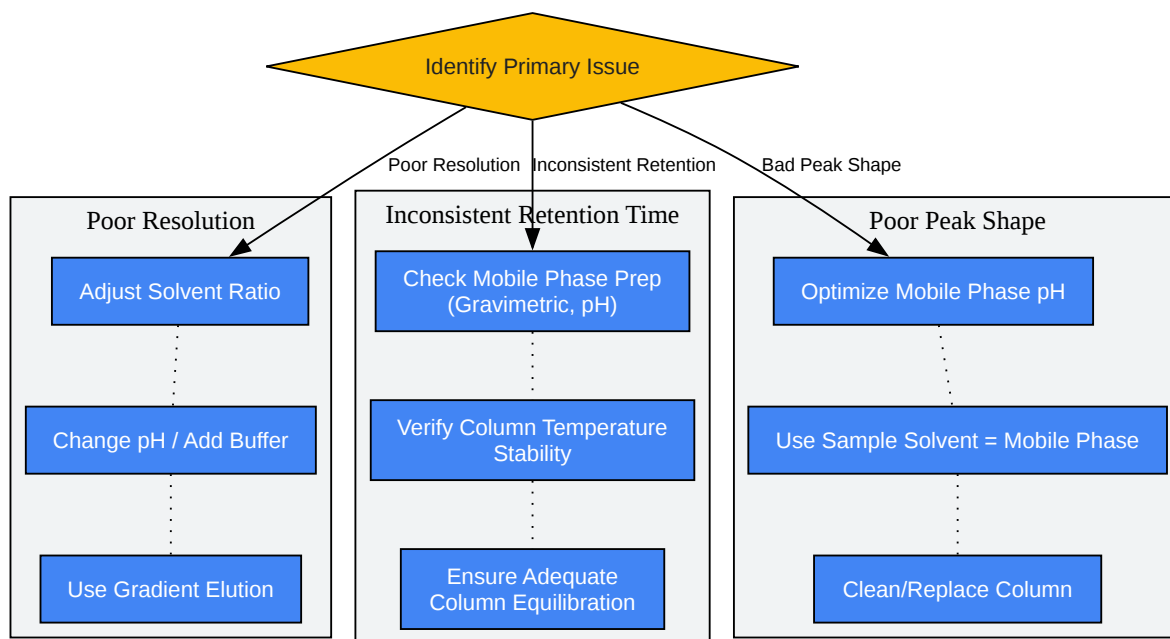 Identify Primary Issue
Poor Resolution
Inconsistent Retention
Bad Peak Shape
Poor Resolution
Adjust Solvent Ratio
Change pH / Add Buffer
Use Gradient Elution
Inconsistent Retention Time
Check Mobile Phase Prep
(Gravimetric, pH)
Verify Column Temperature
Stability
Ensure Adequate
Column Equilibration
Poor Peak Shape
Optimize Mobile Phase pH
Use Sample Solvent = Mobile Phase
Clean/Replace Column